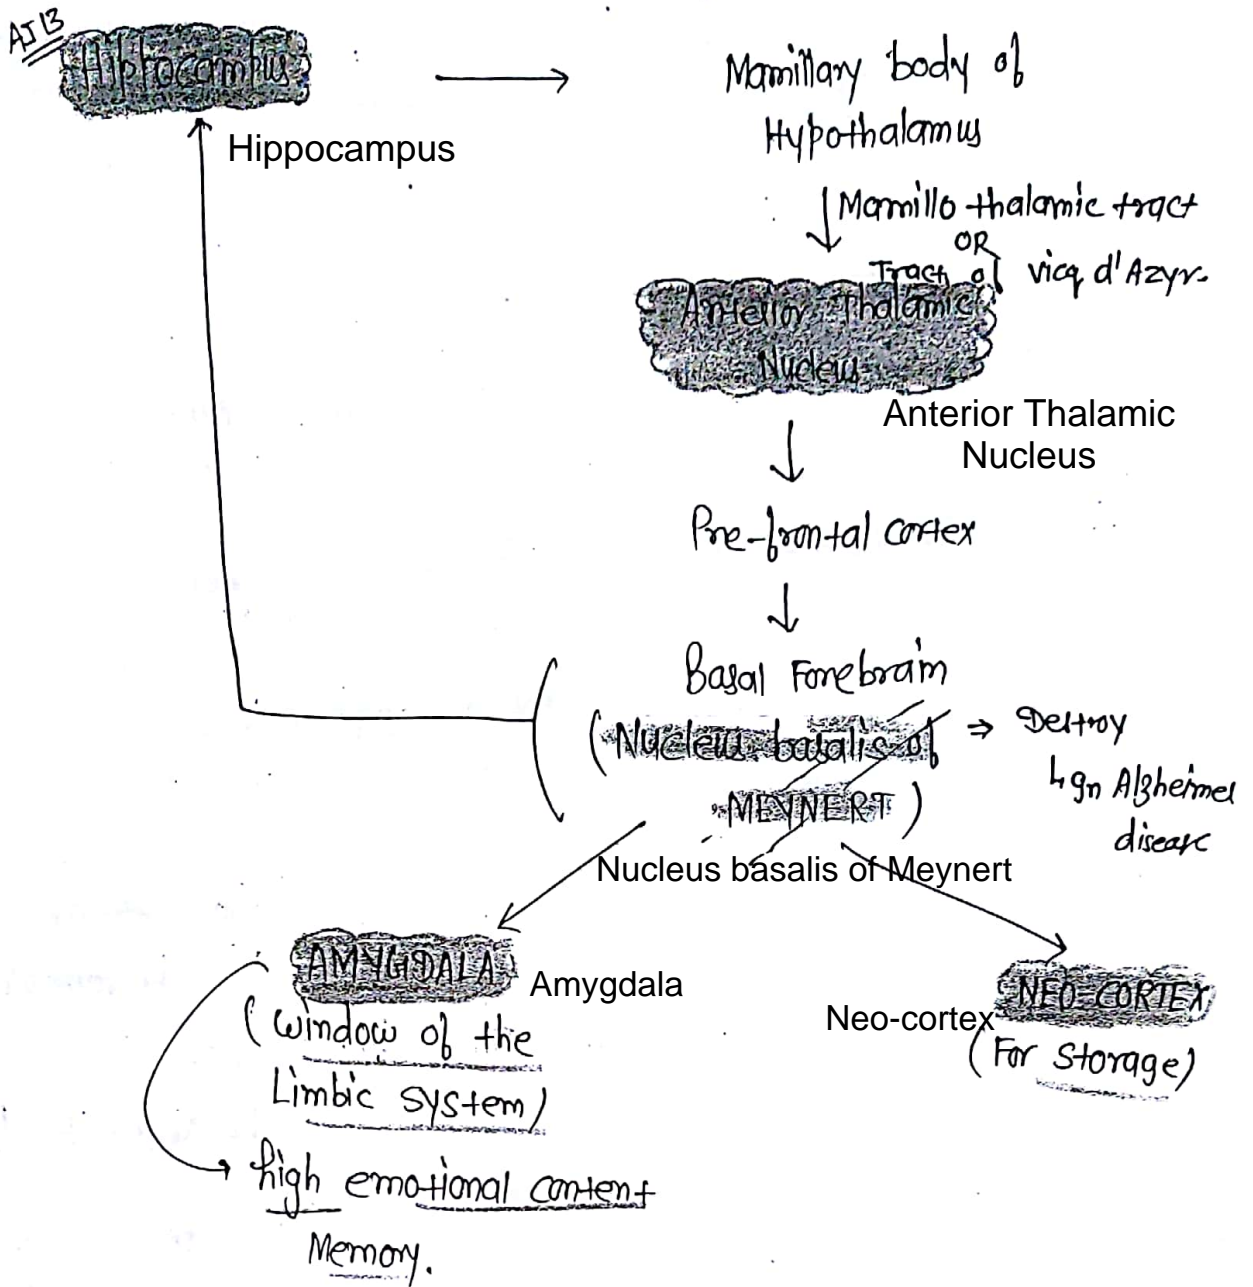 AJ13
Hippocampus
Hippocampus
Mamillary body of
Hypothalamus
Mamillo thalamic tract
OR
Tract of vicq d'Azyr.
Anterior Thalamic
Nucleus
Anterior Thalamic
Nucleus
Pre-frontal cortex
Basal Forebrain
(Nucleus basalis of
MEYNERT)
⇒ Destroy
↳ In Alzheimer
disease
Nucleus basalis of Meynert
AMYGDALA
Amygdala
(window of the
Limbic system)
high emotional content
Memory.
NEO-CORTEX
Neo-cortex
(For storage)